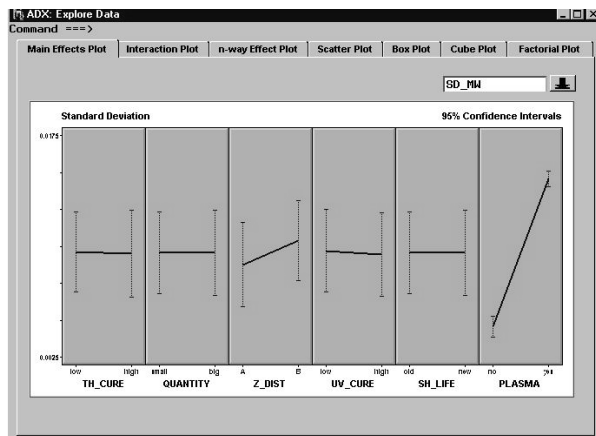 ADX: Explore Data
Command ===>
Main Effects Plot Interaction Plot n-way Effect Plot Scatter Plot Box Plot Cube Plot Factorial Plot
SD_MW
Standard Deviation 95% Confidence Intervals
0.0175
0.0025
low high small big A B low high old new no yes
TH_CURE QUANTITY Z_DIST UV_CURE SH_LIFE PLASMA